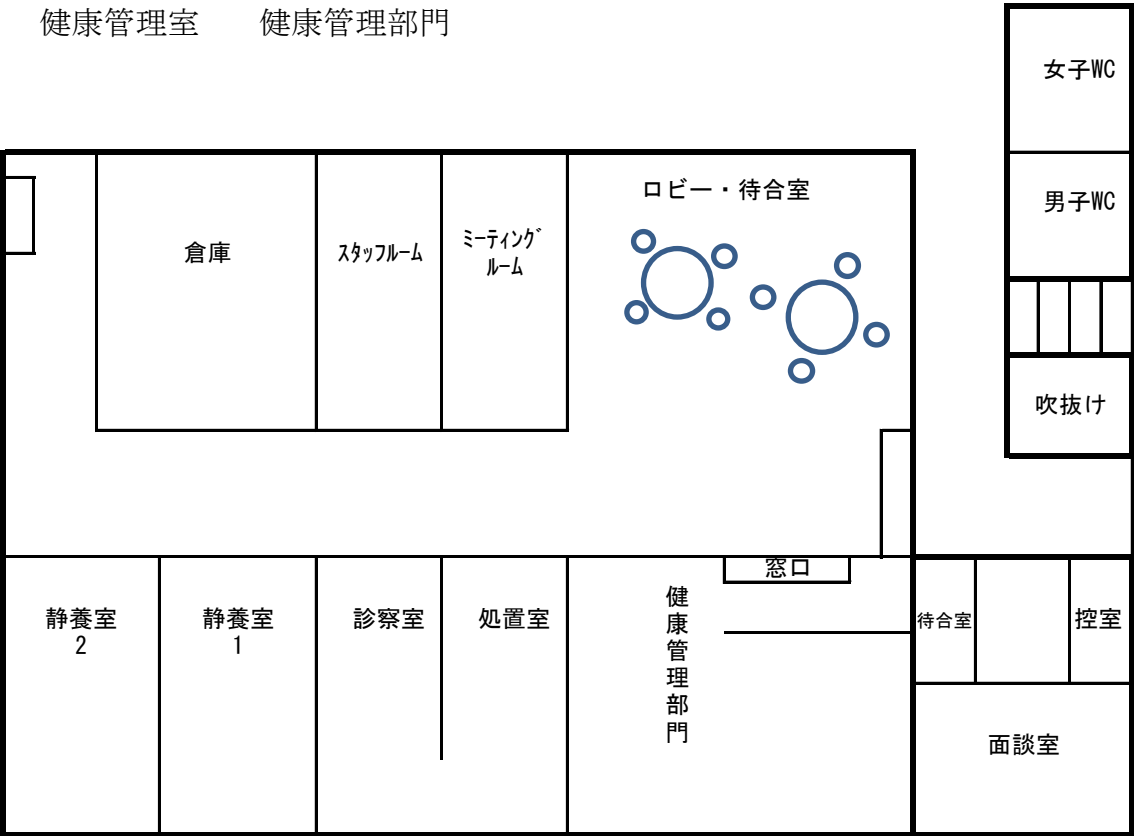 健康管理室　　健康管理部門
女子WC
男子WC
吹抜け
ロビー・待合室
倉庫
ｽﾀｯﾌﾙｰﾑ
ﾐｰﾃｨﾝｸﾞ
ﾙｰﾑ
静養室
2
静養室
1
診察室
処置室
健康管理部門
窓口
待合室
控室
面談室